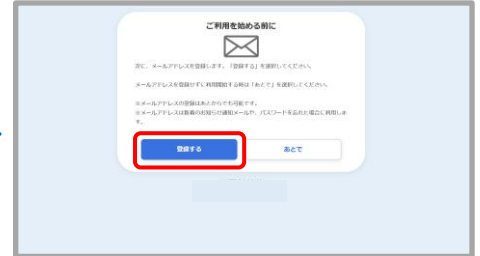 ご利用を始める前に
次に、メールアドレスを登録します。「登録する」を選択してください。
メールアドレスを登録せずに利用開始する時は「あとで」を選択してください。
※メールアドレスの登録はあとからでも可能です。
※メールアドレスは新着のお知らせ通知メールや、パスワードを忘れた場合に利用しま
す。
登録する
あとで